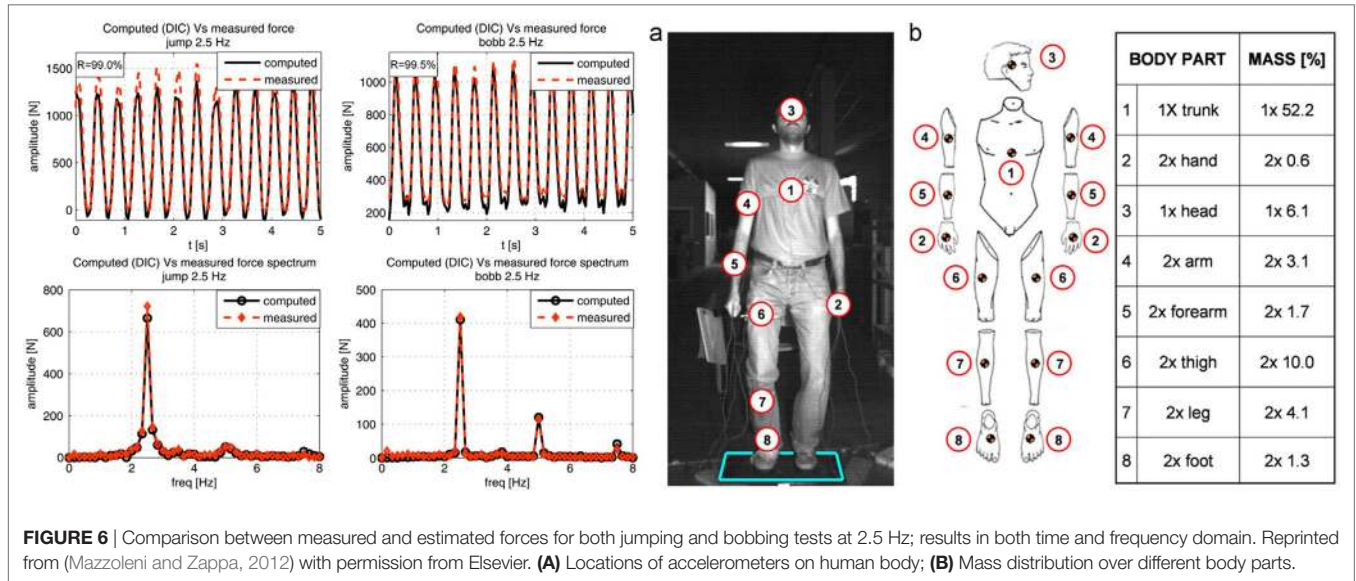 Computed (DIC) Vs measured force
jump 2.5 Hz
R=99.0%
computed
measured
1500
1000
500
0
amplitude [N]
0 1 2 3 4 5
t [s]
Computed (DIC) Vs measured force
bobb 2.5 Hz
R=99.5%
computed
measured
1000
800
600
400
200
amplitude [N]
0 1 2 3 4 5
t [s]
Computed (DIC) Vs measured force spectrum
jump 2.5 Hz
computed
measured
800
700
600
500
400
300
200
100
0
amplitude [N]
0 2 4 6 8
freq [Hz]
Computed (DIC) Vs measured force spectrum
bobb 2.5 Hz
computed
measured
500
400
300
200
100
0
amplitude [N]
0 2 4 6 8
freq [Hz]
a
3
1
4
5
2
6
7
8
b
3
4 4
1
5 5
2 2
6 6
7 7
8 8
BODY PART MASS [%]
1 1X trunk 1x 52.2
2 2x hand 2x 0.6
3 1x head 1x 6.1
4 2x arm 2x 3.1
5 2x forearm 2x 1.7
6 2x thigh 2x 10.0
7 2x leg 2x 4.1
8 2x foot 2x 1.3
FIGURE 6 | Comparison between measured and estimated forces for both jumping and bobbing tests at 2.5 Hz; results in both time and frequency domain. Reprinted
from (Mazzoleni and Zappa, 2012) with permission from Elsevier. (A) Locations of accelerometers on human body; (B) Mass distribution over different body parts.